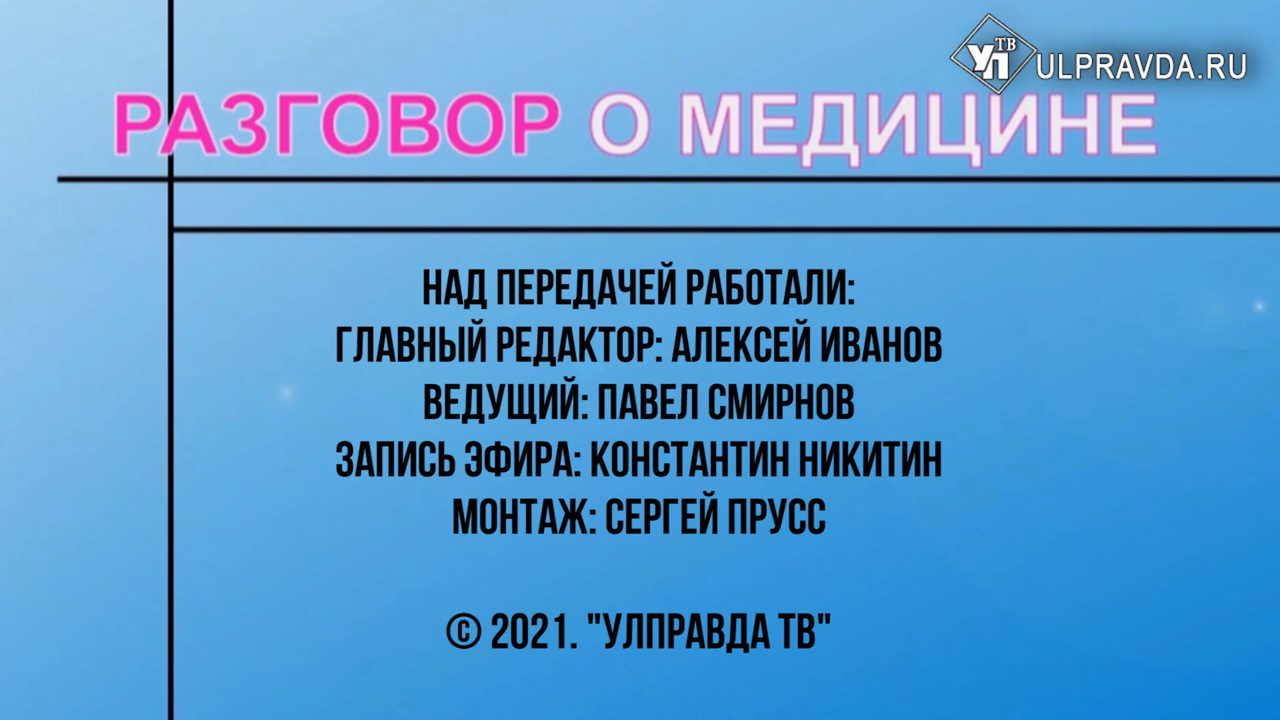 УП ТВ ULPRAVDA.RU
РАЗГОВОР О МЕДИЦИНЕ
НАД ПЕРЕДАЧЕЙ РАБОТАЛИ:
ГЛАВНЫЙ РЕДАКТОР: АЛЕКСЕЙ ИВАНОВ
ВЕДУЩИЙ: ПАВЕЛ СМИРНОВ
ЗАПИСЬ ЭФИРА: КОНСТАНТИН НИКИТИН
МОНТАЖ: СЕРГЕЙ ПРУСС
© 2021. "УЛПРАВДА ТВ"